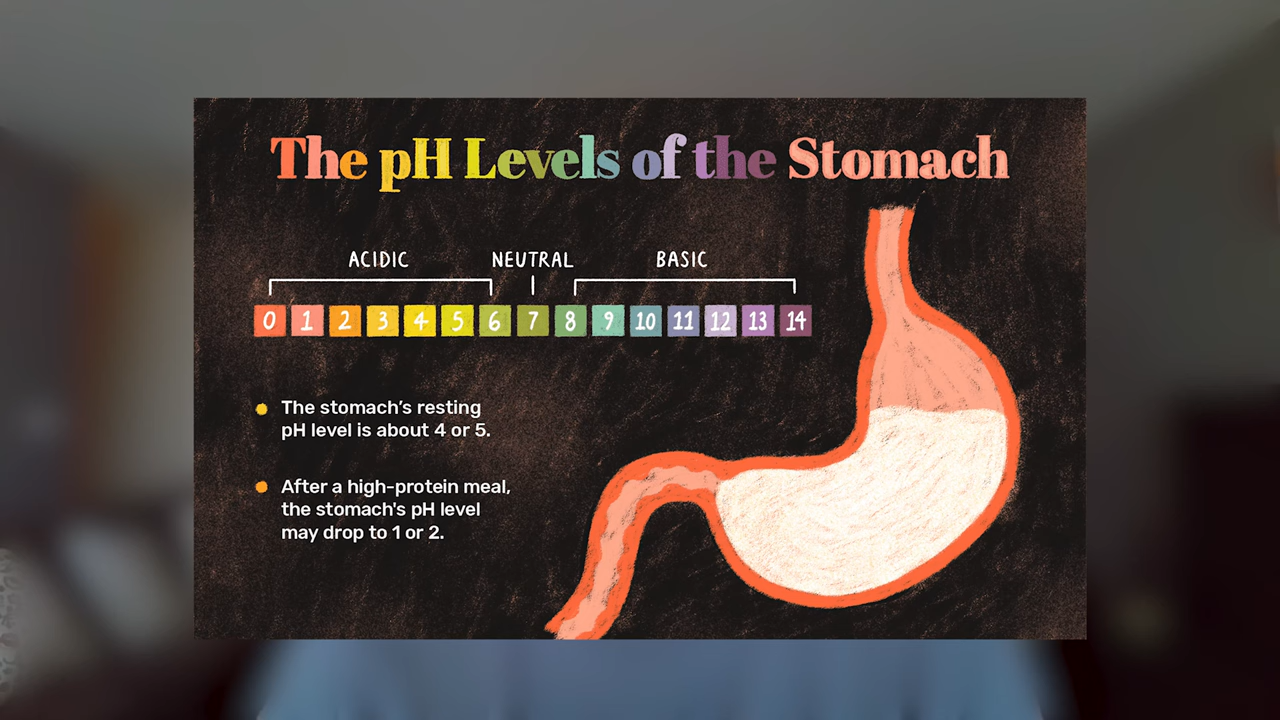 The pH Levels of the Stomach
ACIDIC NEUTRAL BASIC
0 1 2 3 4 5 6 7 8 9 10 11 12 13 14
The stomach's resting
pH level is about 4 or 5.
After a high-protein meal,
the stomach's pH level
may drop to 1 or 2.